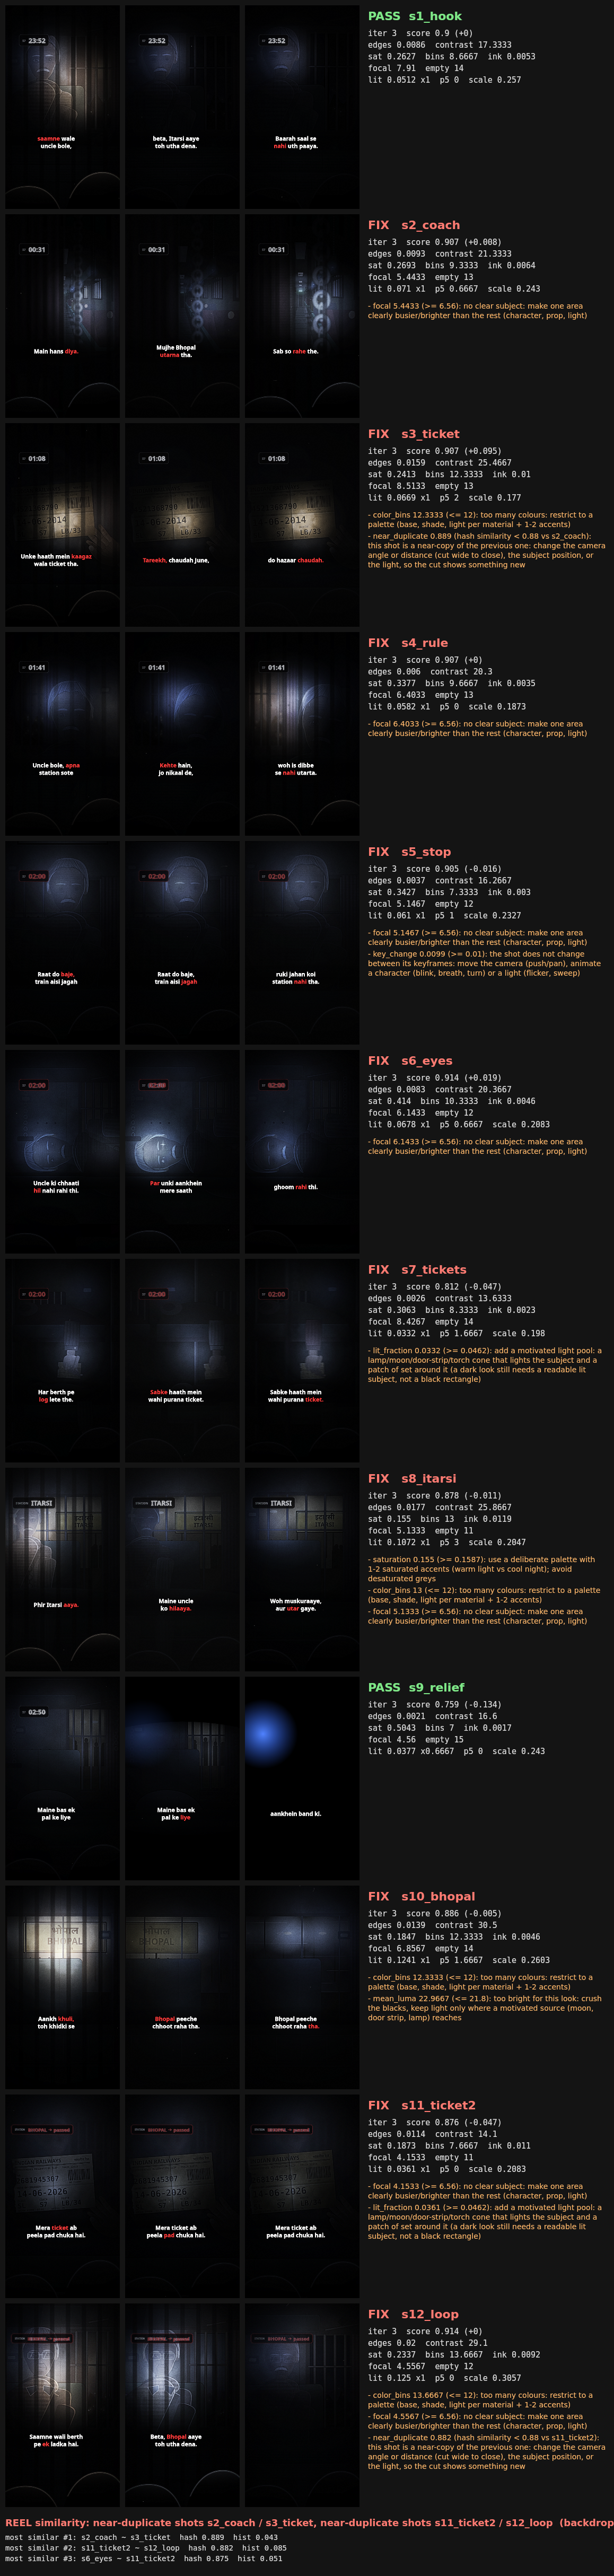 PASS s1_hook
23:52
23:52
23:52
saamne wale
uncle bole,
beta, Itarsi aaye
toh utha dena.
Baarah saal se
nahi uth paaya.
iter 3 score 0.9 (+0)
edges 0.0086 contrast 17.3333
sat 0.2627 bins 8.6667 ink 0.0053
focal 7.91 empty 14
lit 0.0512 x1 p5 0 scale 0.257
FIX s2_coach
00:31
00:31
00:31
Main hans diya.
Mujhe Bhopal
utarna tha.
Sab so rahe the.
iter 3 score 0.907 (+0.008)
edges 0.0093 contrast 21.3333
sat 0.2693 bins 9.3333 ink 0.0064
focal 5.4433 empty 13
lit 0.071 x1 p5 0.6667 scale 0.243
- focal 5.4433 (>= 6.56): no clear subject: make one area
clearly busier/brighter than the rest (character, prop, light)
FIX s3_ticket
01:08
01:08
01:08
Unke haath mein kaagaz
wala ticket tha.
Tareekh, chaudah June,
do hazaar chaudah.
iter 3 score 0.907 (+0.095)
edges 0.0159 contrast 25.4667
sat 0.2413 bins 12.3333 ink 0.01
focal 8.5133 empty 13
lit 0.0669 x1 p5 2 scale 0.177
- color_bins 12.3333 (<= 12): too many colours: restrict to a
palette (base, shade, light per material + 1-2 accents)
- near_duplicate 0.889 (hash similarity < 0.88 vs s2_coach):
this shot is a near-copy of the previous one: change the camera
angle or distance (cut wide to close), the subject position, or
the light, so the cut shows something new
FIX s4_rule
01:41
01:41
01:41
Uncle bole, apna
station sote
Kehte hain,
jo nikaal de,
woh is dibbe
se nahi utarta.
iter 3 score 0.907 (+0)
edges 0.006 contrast 20.3
sat 0.3377 bins 9.6667 ink 0.0035
focal 6.4033 empty 13
lit 0.0582 x1 p5 0 scale 0.1873
- focal 6.4033 (>= 6.56): no clear subject: make one area
clearly busier/brighter than the rest (character, prop, light)
FIX s5_stop
02:00
02:00
02:00
Raat do baje,
train aisi jagah
Raat do baje,
train aisi jagah
ruki jahan koi
station nahi tha.
iter 3 score 0.905 (-0.016)
edges 0.0037 contrast 16.2667
sat 0.3427 bins 7.3333 ink 0.003
focal 5.1467 empty 12
lit 0.061 x1 p5 1 scale 0.2327
- focal 5.1467 (>= 6.56): no clear subject: make one area
clearly busier/brighter than the rest (character, prop, light)
- key_change 0.0099 (>= 0.01): the shot does not change
between its keyframes: move the camera (push/pan), animate
a character (blink, breath, turn) or a light (flicker, sweep)
FIX s6_eyes
02:00
02:00
02:00
Uncle ki chhaati
hil nahi rahi thi.
Par unki aankhein
mere saath
ghoom rahi thi.
iter 3 score 0.914 (+0.019)
edges 0.0083 contrast 20.3667
sat 0.414 bins 10.3333 ink 0.0046
focal 6.1433 empty 12
lit 0.0678 x1 p5 0.6667 scale 0.2083
- focal 6.1433 (>= 6.56): no clear subject: make one area
clearly busier/brighter than the rest (character, prop, light)
FIX s7_tickets
02:00
02:00
02:00
Har berth pe
log lete the.
Sabke haath mein
wahi purana ticket.
Sabke haath mein
wahi purana ticket.
iter 3 score 0.812 (-0.047)
edges 0.0026 contrast 13.6333
sat 0.3063 bins 8.3333 ink 0.0023
focal 8.4267 empty 14
lit 0.0332 x1 p5 1.6667 scale 0.198
- lit_fraction 0.0332 (>= 0.0462): add a motivated light pool: a
lamp/moon/door-strip/torch cone that lights the subject and a
patch of set around it (a dark look still needs a readable lit
subject, not a black rectangle)
FIX s8_itarsi
ITARSI
ITARSI
ITARSI
Phir Itarsi aaya.
Maine uncle
ko hilaaya.
Woh muskuraaye,
aur utar gaye.
iter 3 score 0.878 (-0.011)
edges 0.0177 contrast 25.8667
sat 0.155 bins 13 ink 0.0119
focal 5.1333 empty 11
lit 0.1072 x1 p5 3 scale 0.2047
- saturation 0.155 (>= 0.1587): use a deliberate palette with
1-2 saturated accents (warm light vs cool night); avoid
desaturated greys
- color_bins 13 (<= 12): too many colours: restrict to a palette
(base, shade, light per material + 1-2 accents)
- focal 5.1333 (>= 6.56): no clear subject: make one area
clearly busier/brighter than the rest (character, prop, light)
PASS s9_relief
02:50
Maine bas ek
pal ke liye
Maine bas ek
pal ke liye
aankhein band ki.
iter 3 score 0.759 (-0.134)
edges 0.0021 contrast 16.6
sat 0.5043 bins 7 ink 0.0017
focal 4.56 empty 15
lit 0.0377 x0.6667 p5 0 scale 0.243
FIX s10_bhopal
भोपाल
BHOPAL
Aankh khuli,
toh khidki se
Bhopal peeche
chhoot raha tha.
Bhopal peeche
chhoot raha tha.
iter 3 score 0.886 (-0.005)
edges 0.0139 contrast 30.5
sat 0.1847 bins 12.3333 ink 0.0046
focal 6.8567 empty 14
lit 0.1241 x1 p5 1.6667 scale 0.2603
- color_bins 12.3333 (<= 12): too many colours: restrict to a
palette (base, shade, light per material + 1-2 accents)
- mean_luma 22.9667 (<= 21.8): too bright for this look: crush
the blacks, keep light only where a motivated source (moon,
door strip, lamp) reaches
FIX s11_ticket2
BHOPAL → passed
BHOPAL → passed
BHOPAL → passed
Mera ticket ab
peela pad chuka hai.
Mera ticket ab
peela pad chuka hai.
Mera ticket ab
peela pad chuka hai.
iter 3 score 0.876 (-0.047)
edges 0.0114 contrast 14.1
sat 0.1873 bins 7.6667 ink 0.011
focal 4.1533 empty 11
lit 0.0361 x1 p5 0 scale 0.2083
- focal 4.1533 (>= 6.56): no clear subject: make one area
clearly busier/brighter than the rest (character, prop, light)
- lit_fraction 0.0361 (>= 0.0462): add a motivated light pool: a
lamp/moon/door-strip/torch cone that lights the subject and a
patch of set around it (a dark look still needs a readable lit
subject, not a black rectangle)
FIX s12_loop
BHOPAL → passed
BHOPAL → passed
BHOPAL → passed
Saamne wali berth
pe ek ladka hai.
Beta, Bhopal aaye
toh utha dena.
iter 3 score 0.914 (+0)
edges 0.02 contrast 29.1
sat 0.2337 bins 13.6667 ink 0.0092
focal 4.5567 empty 12
lit 0.125 x1 p5 0 scale 0.3057
- color_bins 13.6667 (<= 12): too many colours: restrict to a
palette (base, shade, light per material + 1-2 accents)
- focal 4.5567 (>= 6.56): no clear subject: make one area
clearly busier/brighter than the rest (character, prop, light)
- near_duplicate 0.882 (hash similarity < 0.88 vs s11_ticket2):
this shot is a near-copy of the previous one: change the camera
angle or distance (cut wide to close), the subject position, or
the light, so the cut shows something new
REEL similarity: near-duplicate shots s2_coach / s3_ticket, near-duplicate shots s11_ticket2 / s12_loop (backdrop
most similar #1: s2_coach ~ s3_ticket hash 0.889 hist 0.043
most similar #2: s11_ticket2 ~ s12_loop hash 0.882 hist 0.085
most similar #3: s6_eyes ~ s11_ticket2 hash 0.875 hist 0.051